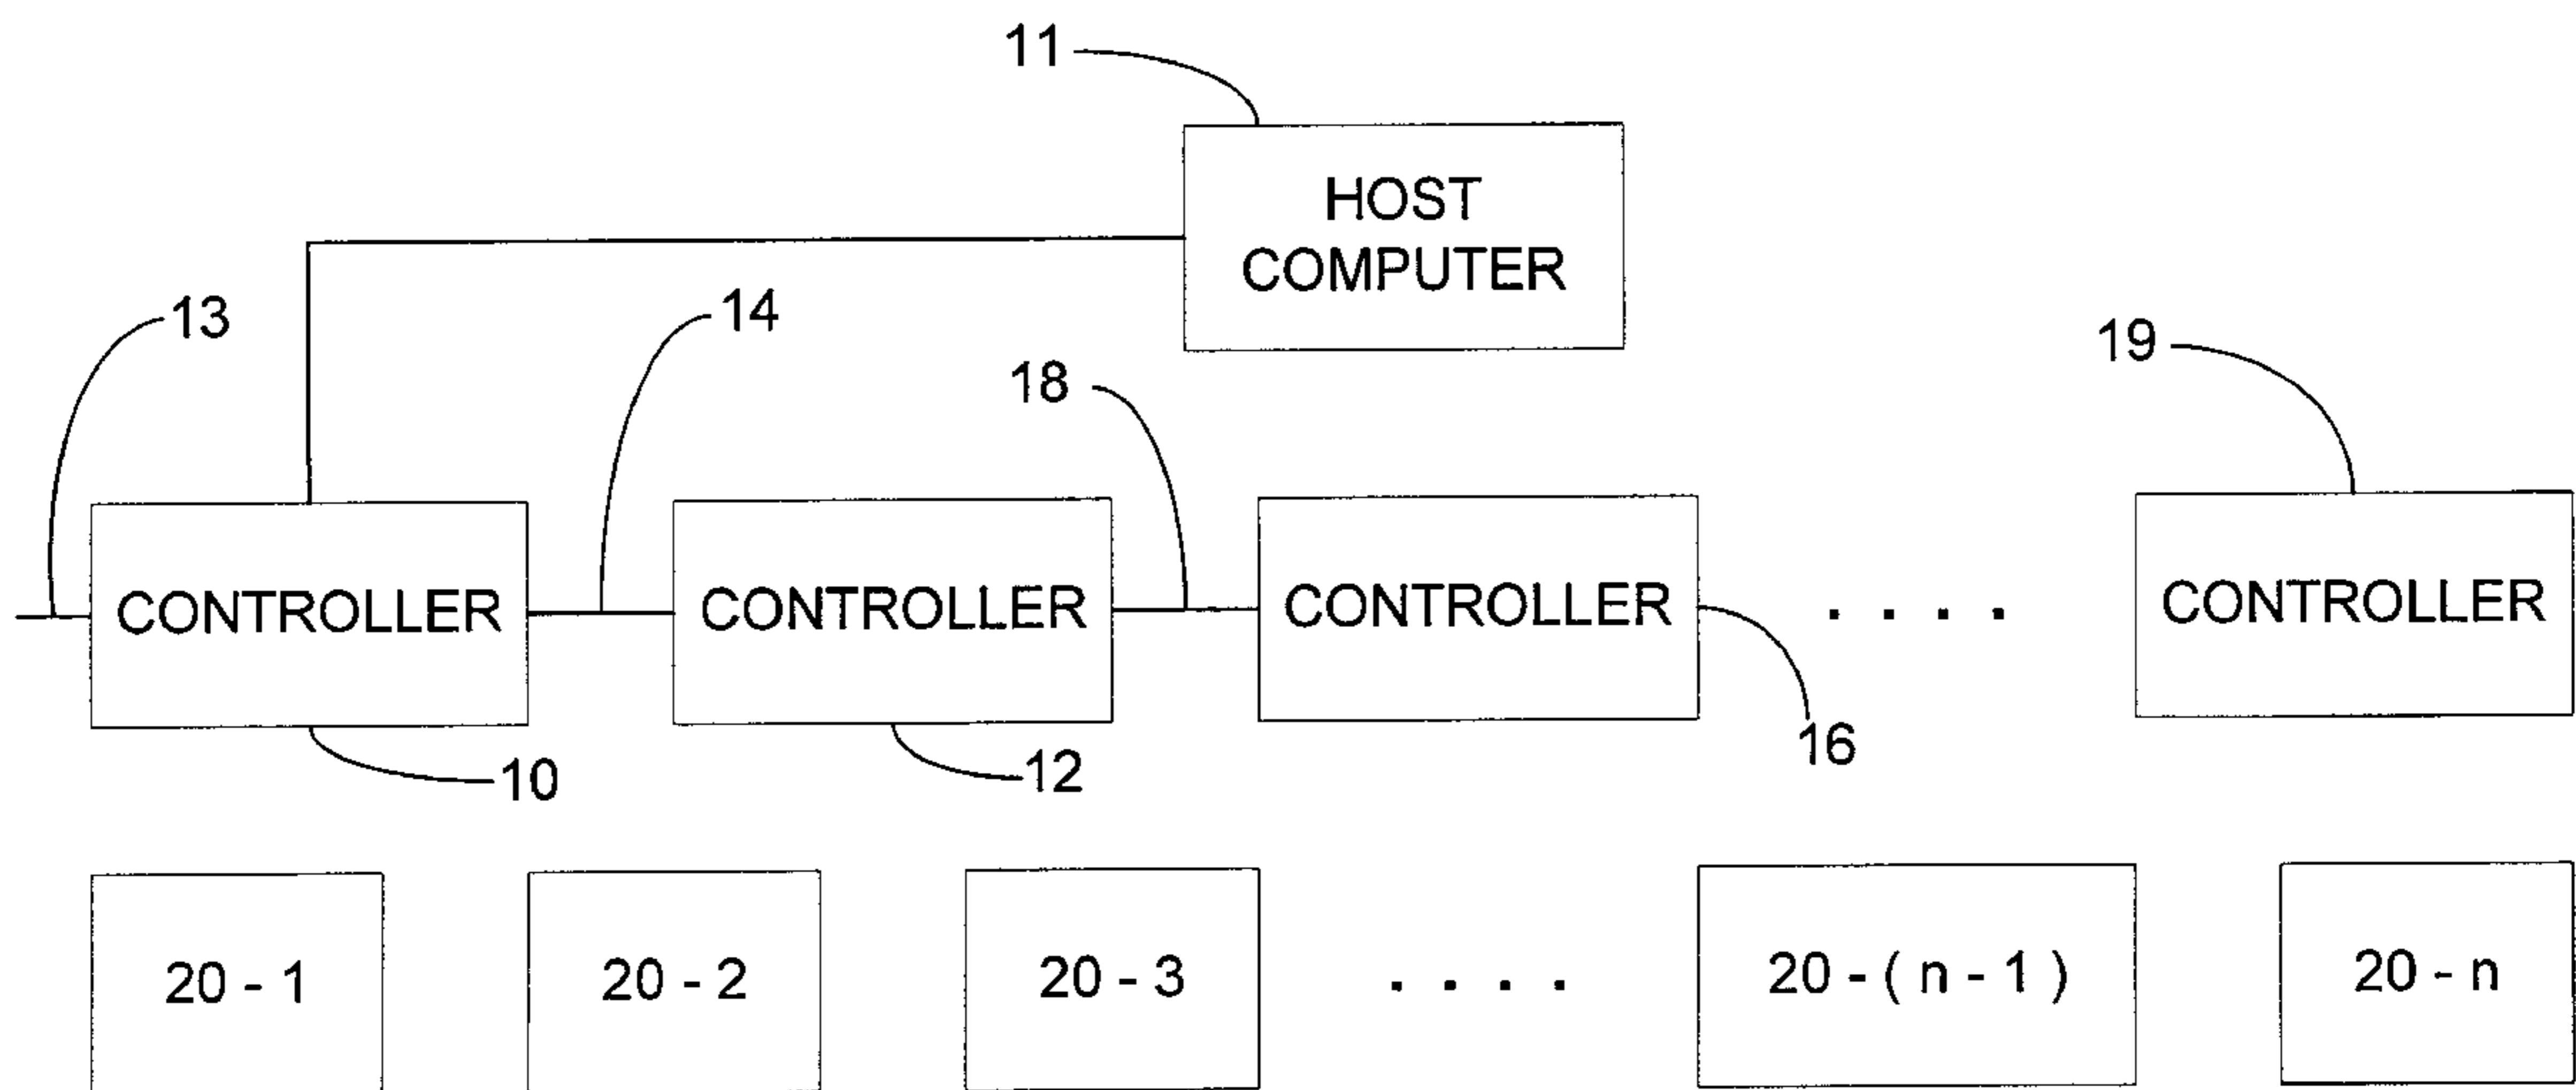 11
HOST
COMPUTER
13
14
18
19
CONTROLLER
CONTROLLER
CONTROLLER
. . . .
CONTROLLER
10
12
16
20 - 1
20 - 2
20 - 3
. . . .
20 - ( n - 1 )
20 - n